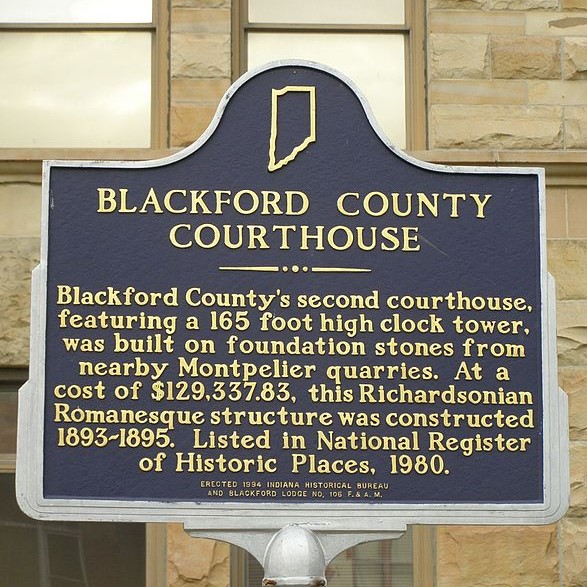 BLACKFORD COUNTY
COURTHOUSE
Blackford County's second courthouse,
featuring a 165 foot high clock tower,
was built on foundation stones from
nearby Montpelier quarries. At a
cost of $129,337.83, this Richardsonian
Romanesque structure was constructed
1893-1895. Listed in National Register
of Historic Places, 1980.
ERECTED 1994 INDIANA HISTORICAL BUREAU
AND BLACKFORD LODGE NO. 106 F. & A.M.